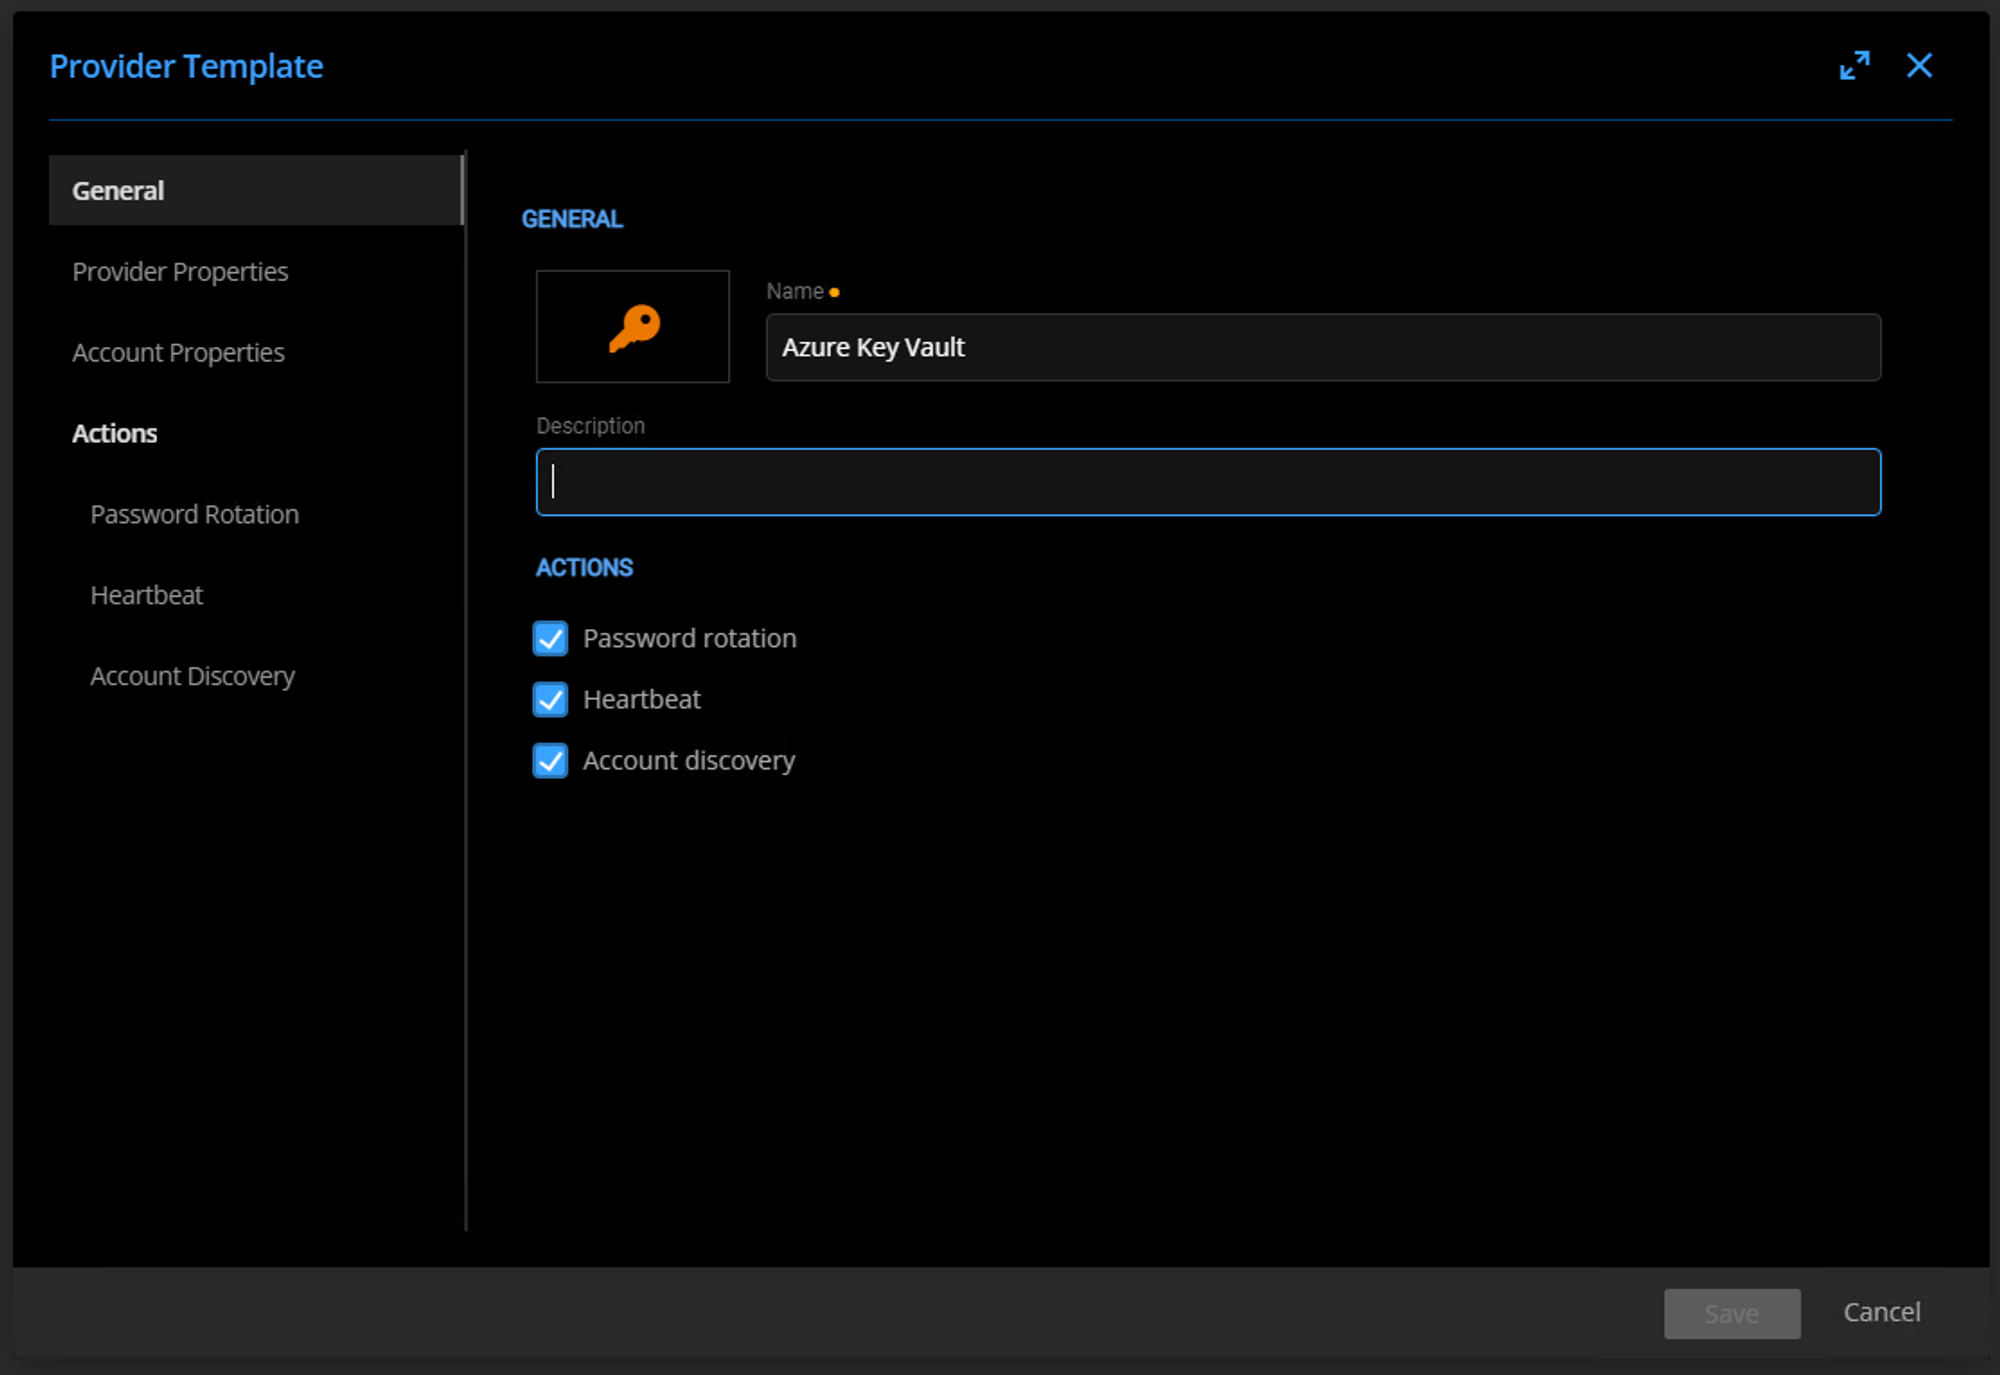 Provider Template
General
Provider Properties
Account Properties
Actions
Password Rotation
Heartbeat
Account Discovery
GENERAL
Name
Azure Key Vault
Description
ACTIONS
Password rotation
Heartbeat
Account discovery
Save
Cancel